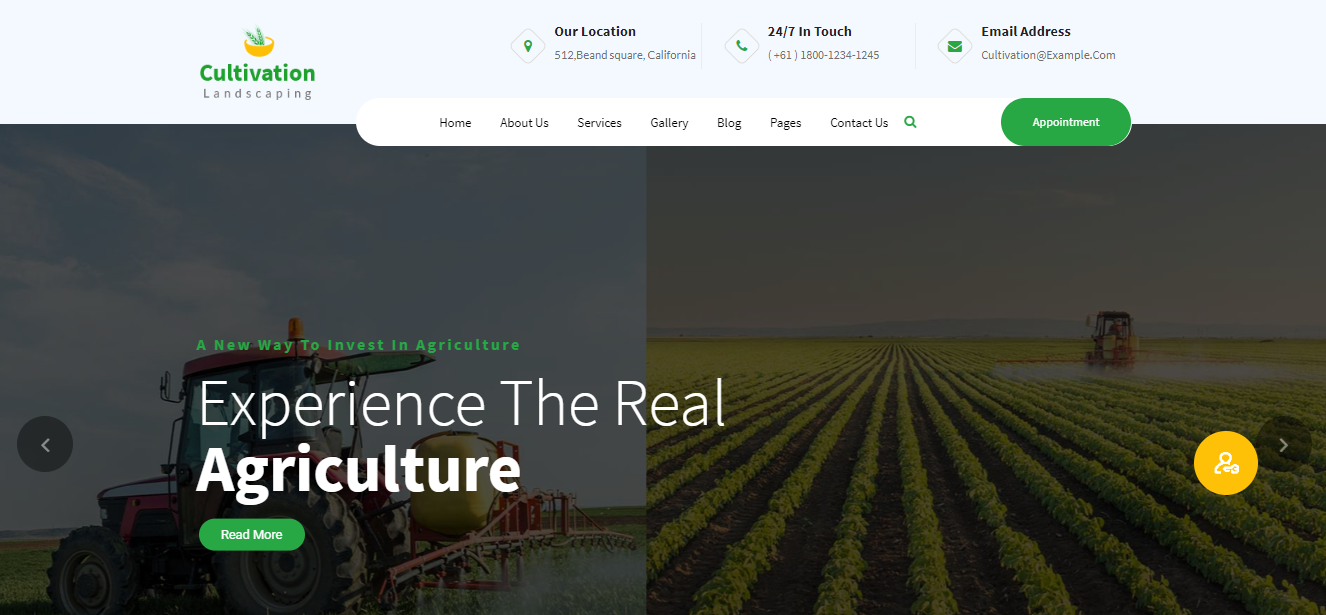 Cultivation
Landscaping
Our Location
512,Beand square, California
24/7 In Touch
( +61 ) 1800-1234-1245
Email Address
Cultivation@Example.Com
Home
About Us
Services
Gallery
Blog
Pages
Contact Us
Appointment
A New Way To Invest In Agriculture
Experience The Real
Agriculture
Read More